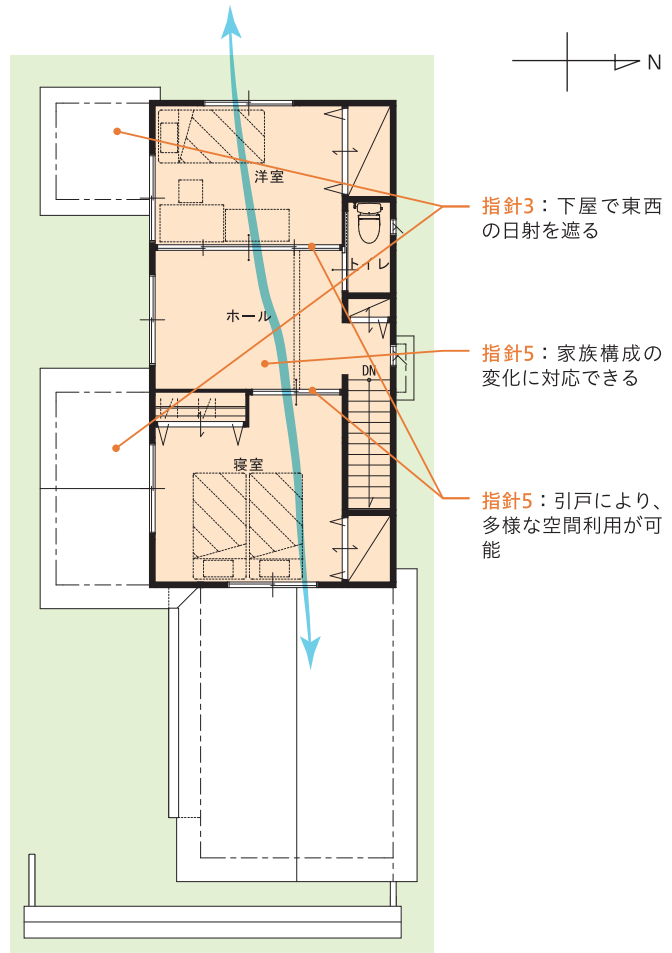 N
洋室
指針3：下屋で東西
の日射を遮る
トイレ
ホール
指針5：家族構成の
変化に対応できる
DN
寝室
指針5：引戸により、
多様な空間利用が可
能